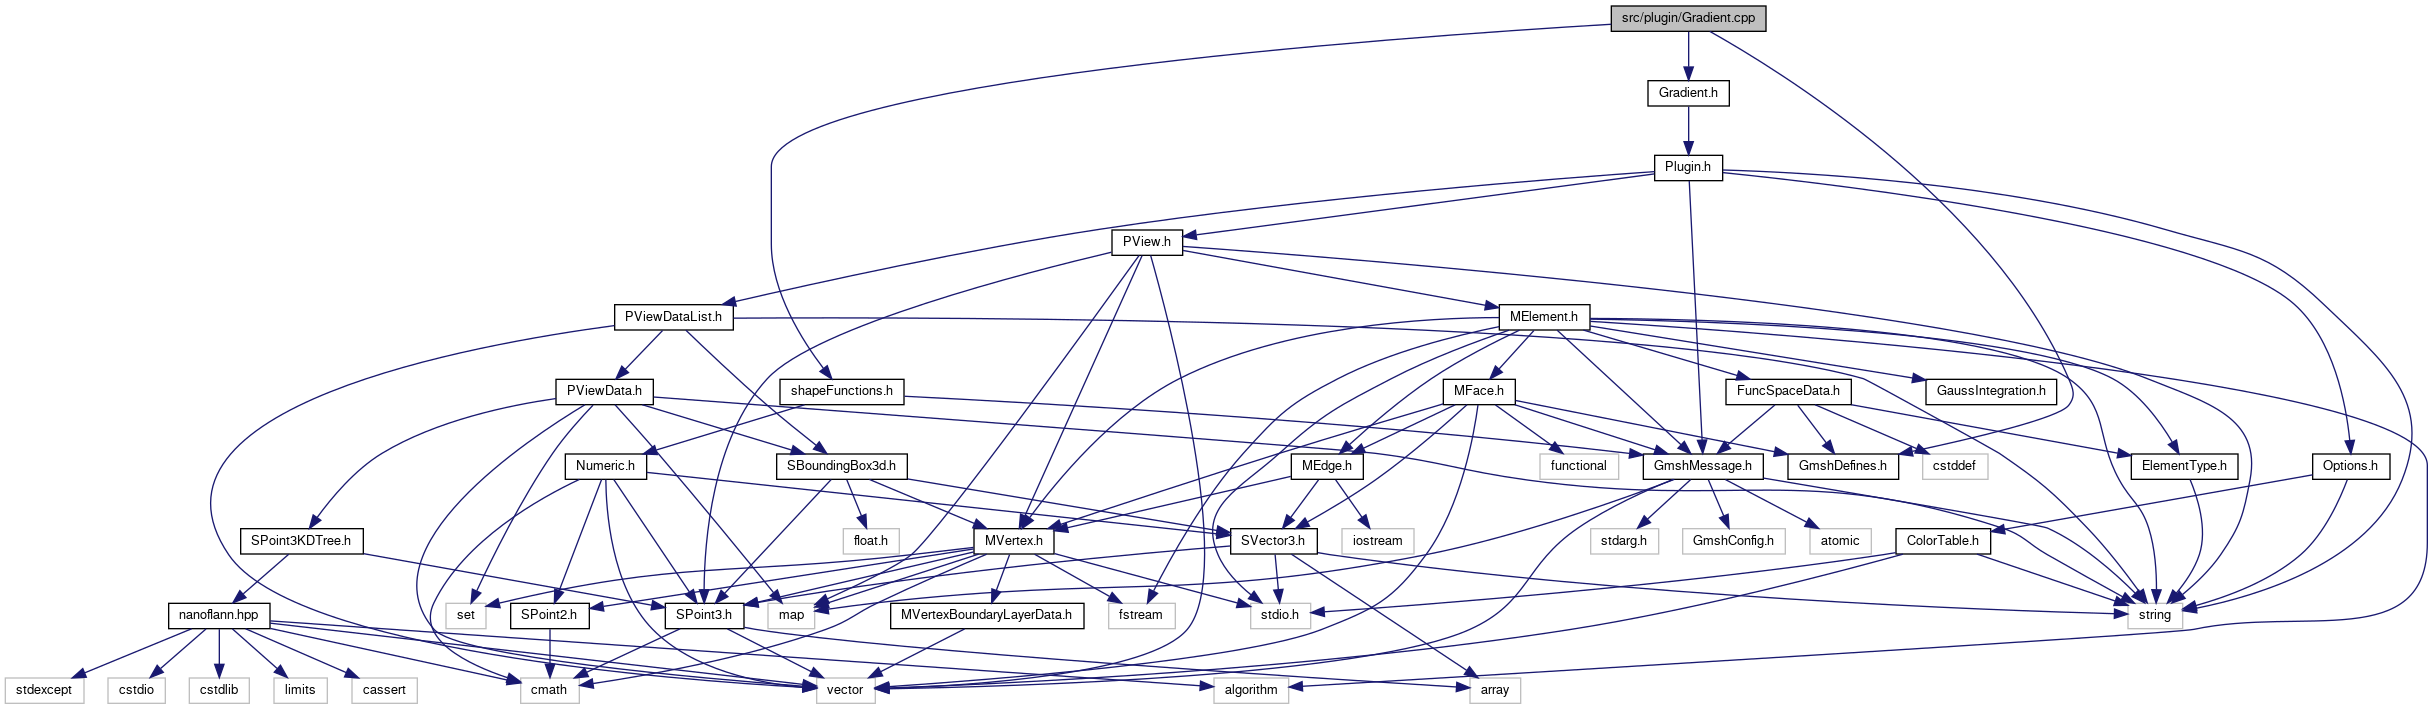 src/plugin/Gradient.cpp
Gradient.h
Plugin.h
PView.h
PViewDataList.h
MElement.h
PViewData.h
shapeFunctions.h
MFace.h
FuncSpaceData.h
GaussIntegration.h
Numeric.h
SBoundingBox3d.h
MEdge.h
functional
GmshMessage.h
GmshDefines.h
cstddef
ElementType.h
Options.h
SPoint3KDTree.h
float.h
MVertex.h
SVector3.h
iostream
stdarg.h
GmshConfig.h
atomic
ColorTable.h
nanoflann.hpp
set
SPoint2.h
SPoint3.h
map
MVertexBoundaryLayerData.h
fstream
stdio.h
string
stdexcept
cstdio
cstdlib
limits
cassert
cmath
vector
algorithm
array